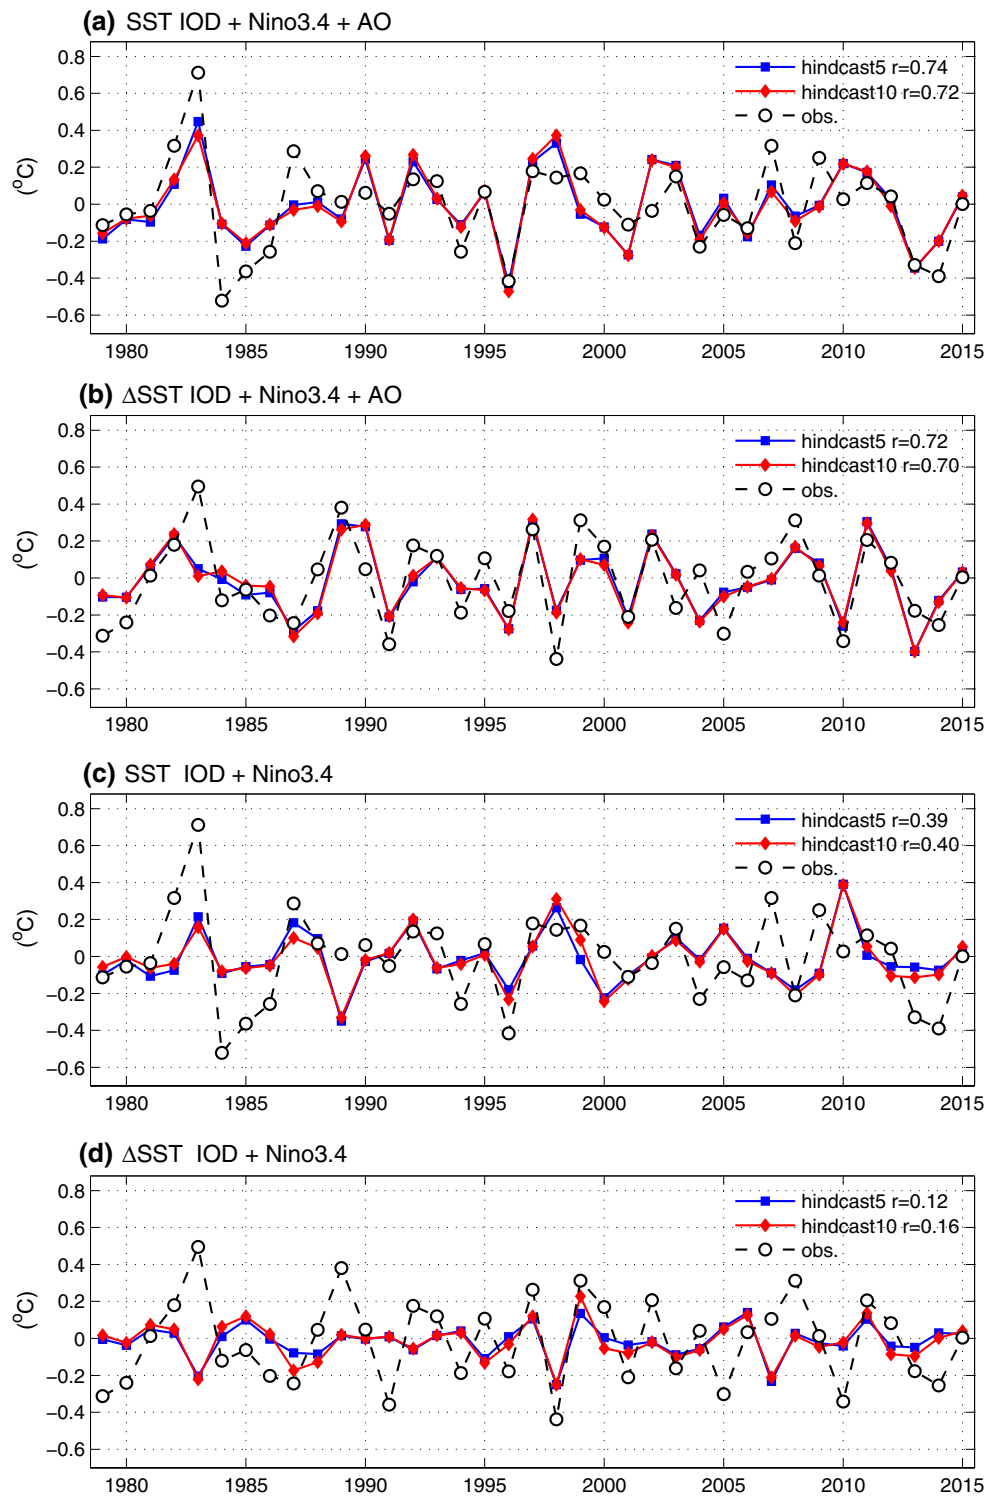 (a) SST IOD + Nino3.4 + AO
0.8
0.6
0.4
0.2
0
−0.2
−0.4
−0.6
(°C)
hindcast5 r=0.74
hindcast10 r=0.72
obs.
1980 1985 1990 1995 2000 2005 2010 2015
(b) ΔSST IOD + Nino3.4 + AO
0.8
0.6
0.4
0.2
0
−0.2
−0.4
−0.6
(°C)
hindcast5 r=0.72
hindcast10 r=0.70
obs.
1980 1985 1990 1995 2000 2005 2010 2015
(c) SST IOD + Nino3.4
0.8
0.6
0.4
0.2
0
−0.2
−0.4
−0.6
(°C)
hindcast5 r=0.39
hindcast10 r=0.40
obs.
1980 1985 1990 1995 2000 2005 2010 2015
(d) ΔSST IOD + Nino3.4
0.8
0.6
0.4
0.2
0
−0.2
−0.4
−0.6
(°C)
hindcast5 r=0.12
hindcast10 r=0.16
obs.
1980 1985 1990 1995 2000 2005 2010 2015